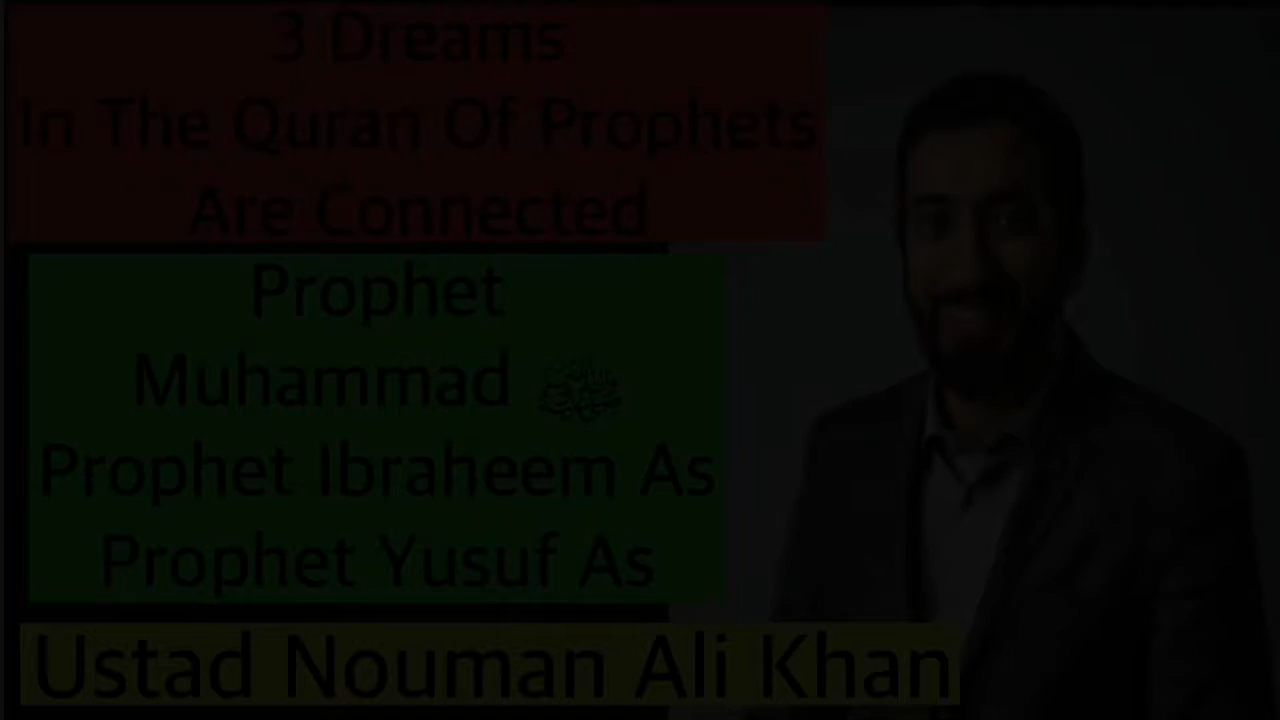 3 Dreams
In The Quran Of Prophets
Are Connected
Prophet
Muhammad ﷺ
Prophet Ibraheem As
Prophet Yusuf As
Ustad Nouman Ali Khan